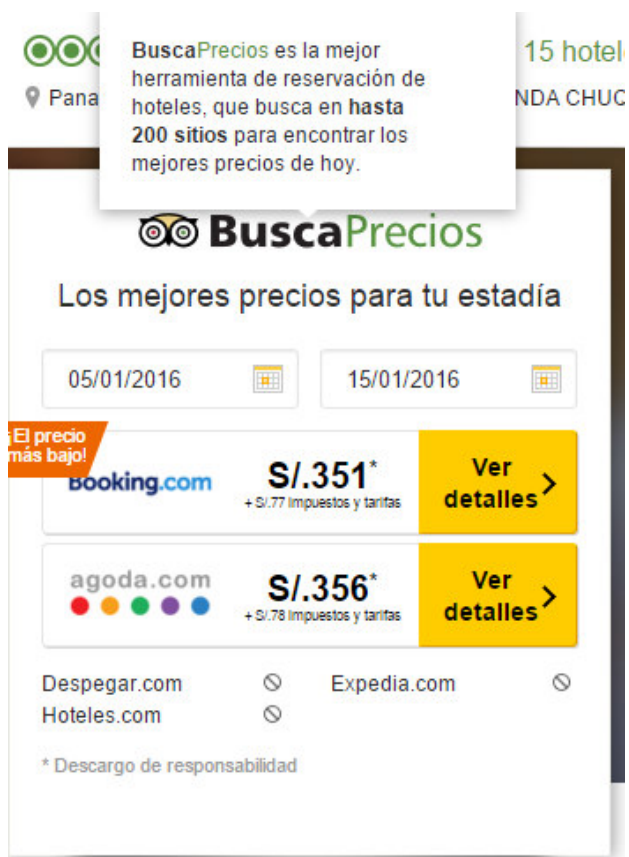 BuscaPrecios es la mejor
herramienta de reservación de
hoteles, que busca en hasta
200 sitios para encontrar los
mejores precios de hoy.
15 hotel
Pana
NDA CHUQ
BuscaPrecios
Los mejores precios para tu estadía
05/01/2016
15/01/2016
¡El precio
más bajo!
Booking.com
S/.351*
+ S/.77 impuestos y tarifas
Ver
detalles
agoda.com
S/.356*
+ S/.78 impuestos y tarifas
Ver
detalles
Despegar.com
Expedia.com
Hoteles.com
* Descargo de responsabilidad